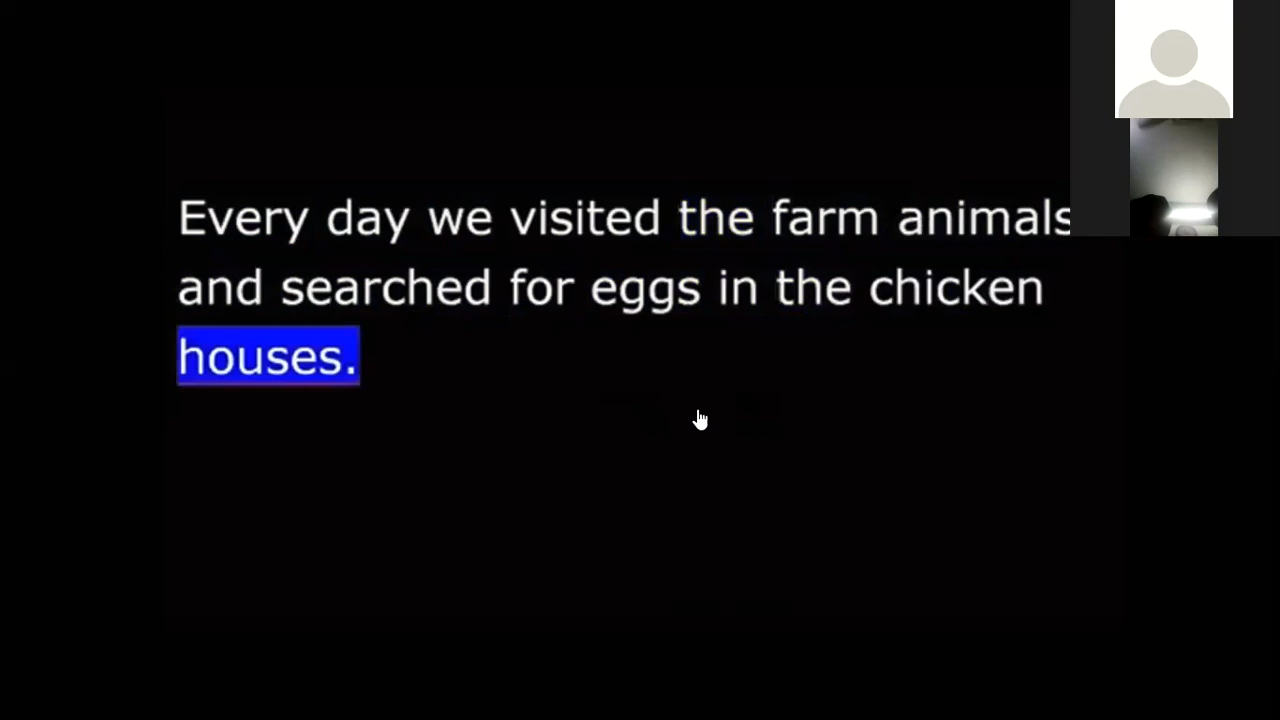 Every day we visited the farm animals
and searched for eggs in the chicken
houses.